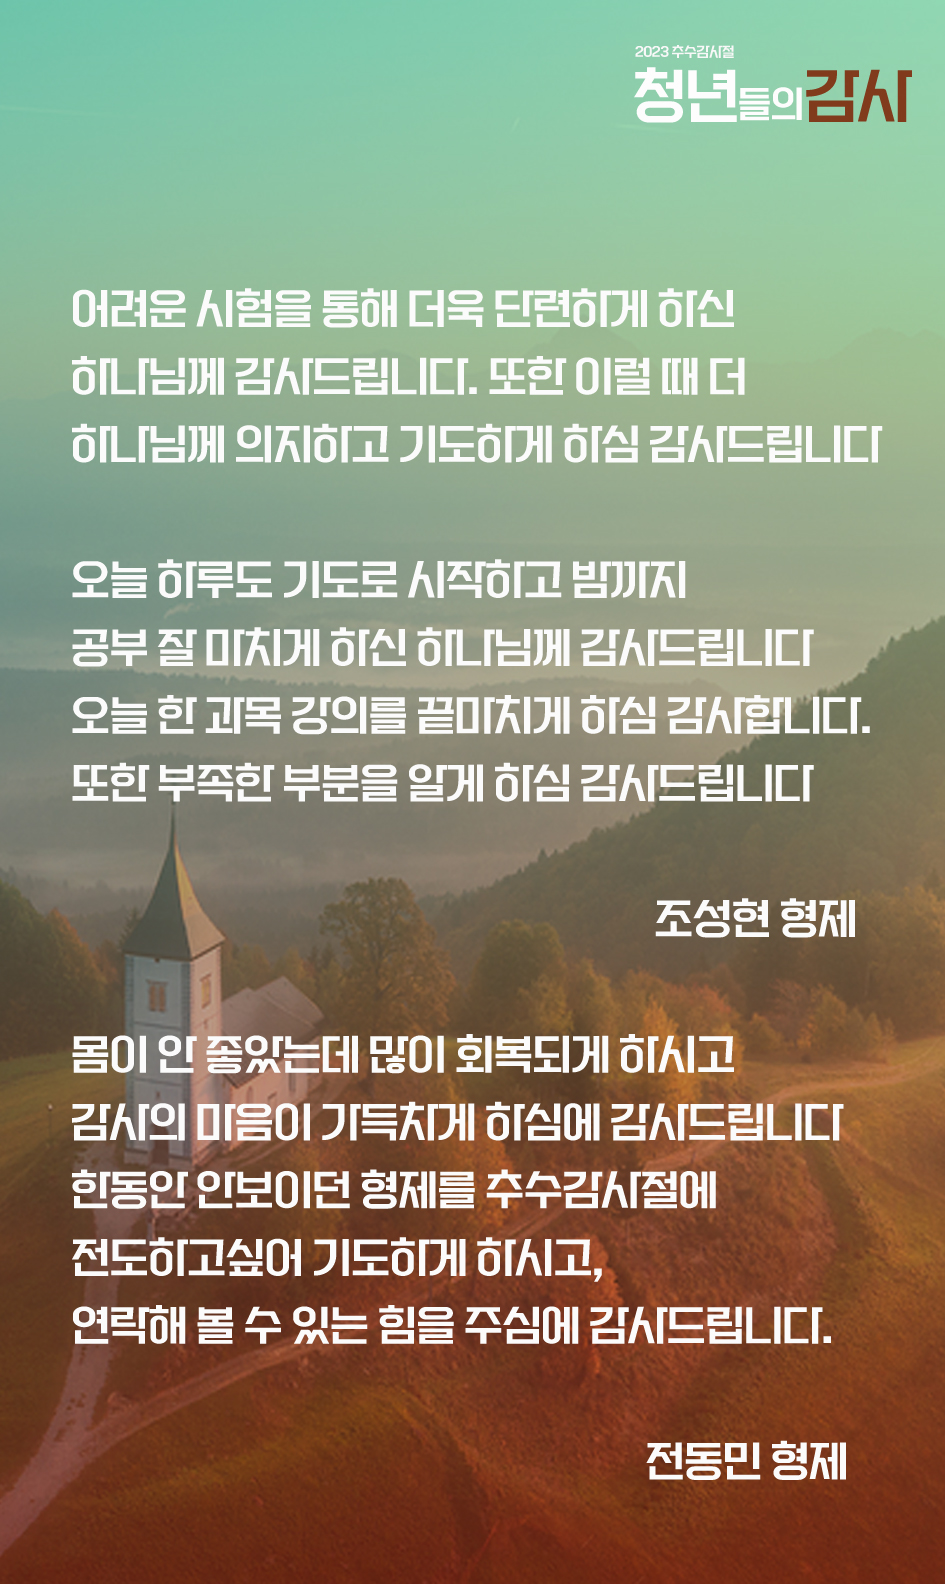 2023 추수감사절
청년들의감사
어려운 시험을 통해 더욱 단련하게 하신
하나님께 감사드립니다. 또한 이럴 때 더
하나님께 의지하고 기도하게 하심 감사드립니다
오늘 하루도 기도로 시작하고 밤까지
공부 잘 마치게 하신 하나님께 감사드립니다
오늘 한 과목 강의를 끝마치게 하심 감사합니다.
또한 부족한 부분을 알게 하심 감사드립니다
조성현 형제
몸이 안 좋았는데 많이 회복되게 하시고
감사의 마음이 가득차게 하심에 감사드립니다
한동안 안보이던 형제를 추수감사절에
전도하고싶어 기도하게 하시고,
연락해 볼 수 있는 힘을 주심에 감사드립니다.
전동민 형제